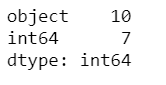 object    10
int64      7
dtype: int64